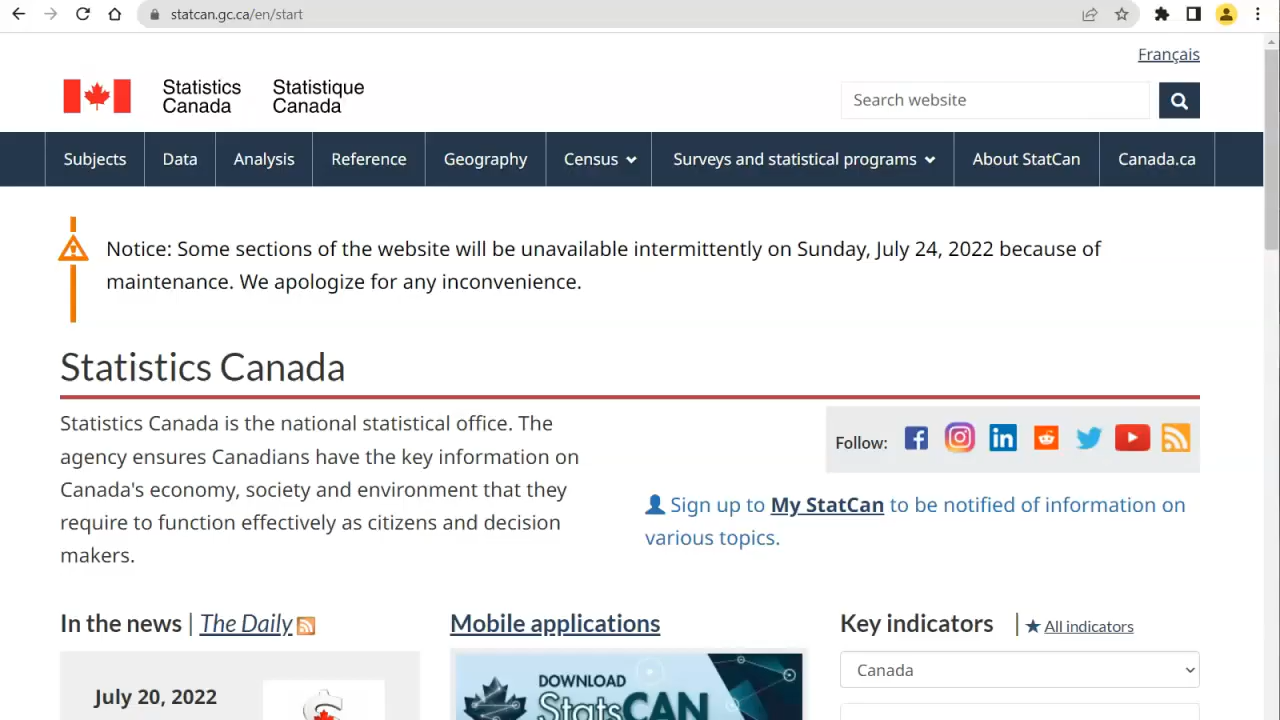 statcan.gc.ca/en/start
Français
Statistics Canada
Statistique Canada
Search website
Subjects
Data
Analysis
Reference
Geography
Census
Surveys and statistical programs
About StatCan
Canada.ca
Notice: Some sections of the website will be unavailable intermittently on Sunday, July 24, 2022 because of
maintenance. We apologize for any inconvenience.
Statistics Canada
Statistics Canada is the national statistical office. The
agency ensures Canadians have the key information on
Canada's economy, society and environment that they
require to function effectively as citizens and decision
makers.
Follow:
Sign up to My StatCan to be notified of information on
various topics.
In the news | The Daily
Mobile applications
Key indicators | All indicators
Canada
July 20, 2022
DOWNLOAD
StatsCAN